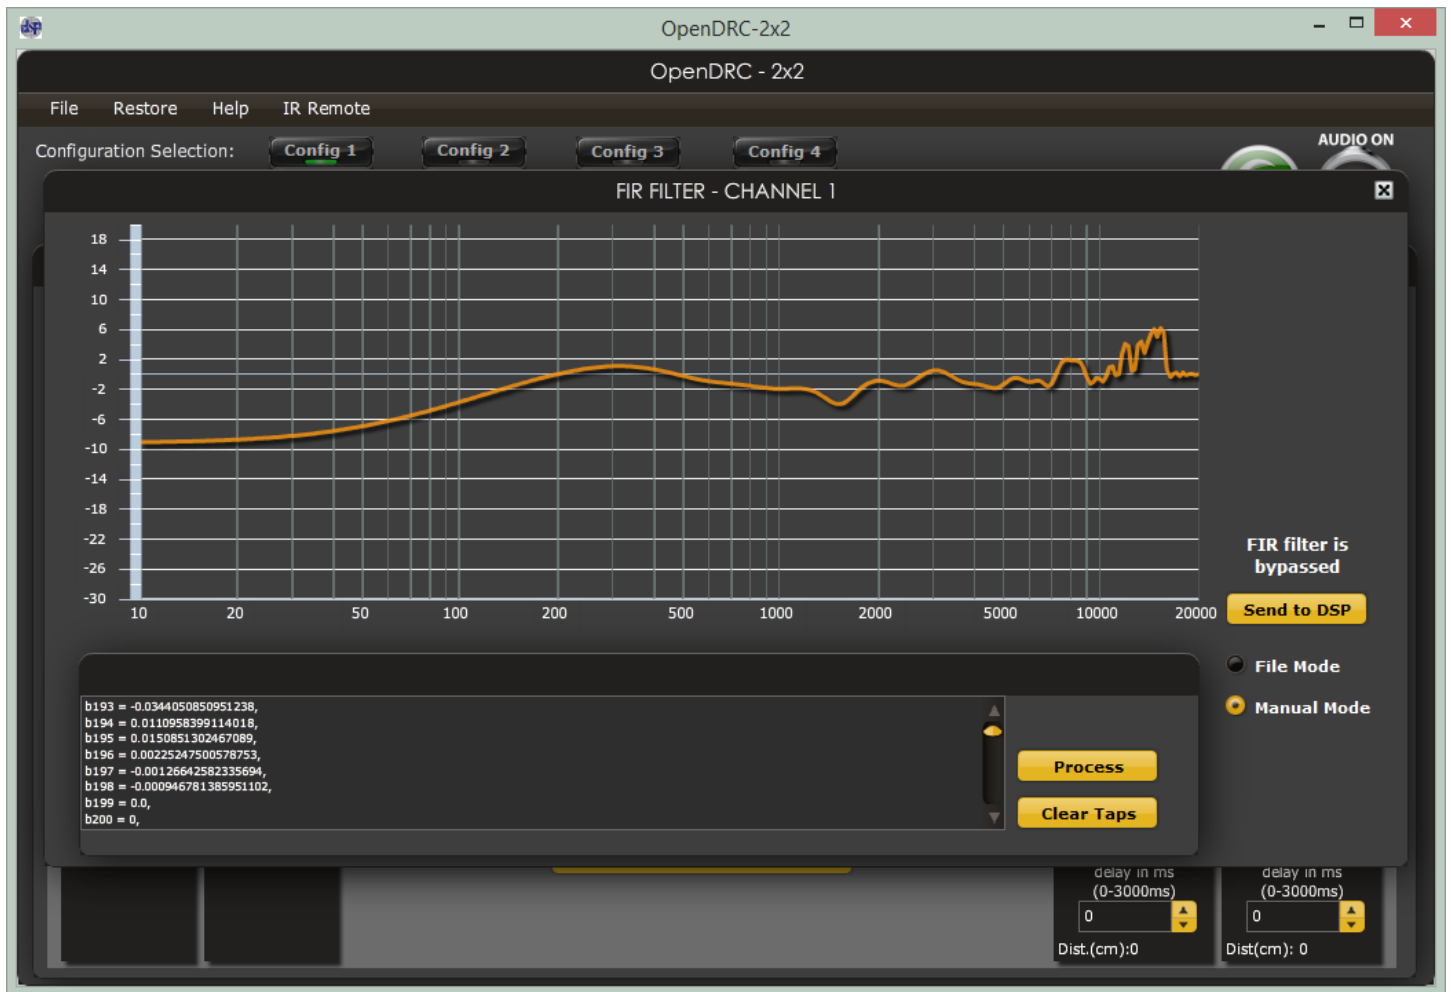 dsp OpenDRC-2x2
OpenDRC - 2x2
File Restore Help IR Remote
Configuration Selection: Config 1 Config 2 Config 3 Config 4 AUDIO ON
FIR FILTER - CHANNEL 1
18
14
10
6
2
-2
-6
-10
-14
-18
-22
-26
-30
10 20 50 100 200 500 1000 2000 5000 10000 20000
FIR filter is
bypassed
Send to DSP
File Mode
Manual Mode
b193 = -0.0344050850951238,
b194 = 0.0110958399114018,
b195 = 0.0150851302467089,
b196 = 0.00225247500578753,
b197 = -0.00126642582335694,
b198 = -0.000946781385951102,
b199 = 0.0,
b200 = 0,
Process
Clear Taps
delay in ms delay in ms
(0-3000ms) (0-3000ms)
0 0
Dist.(cm):0 Dist(cm): 0